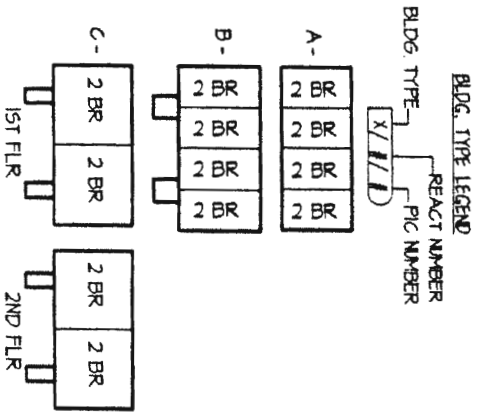 BLDG. TYPE LEGEND
X/#/#
BLDG. TYPE
REACT NUMBER
PIC NUMBER
A -
2 BR
2 BR
2 BR
2 BR
B -
2 BR
2 BR
2 BR
2 BR
C -
2 BR 2 BR
2 BR 2 BR
1ST FLR
2ND FLR